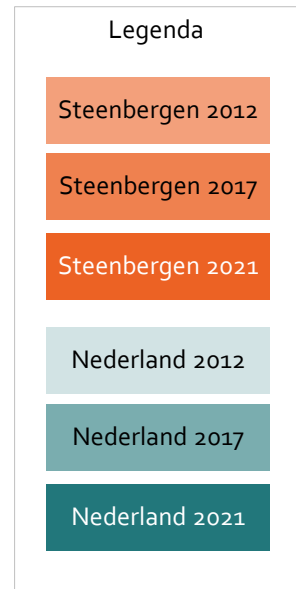 Legenda
Steenbergen 2012
Steenbergen 2017
Steenbergen 2021
Nederland 2012
Nederland 2017
Nederland 2021